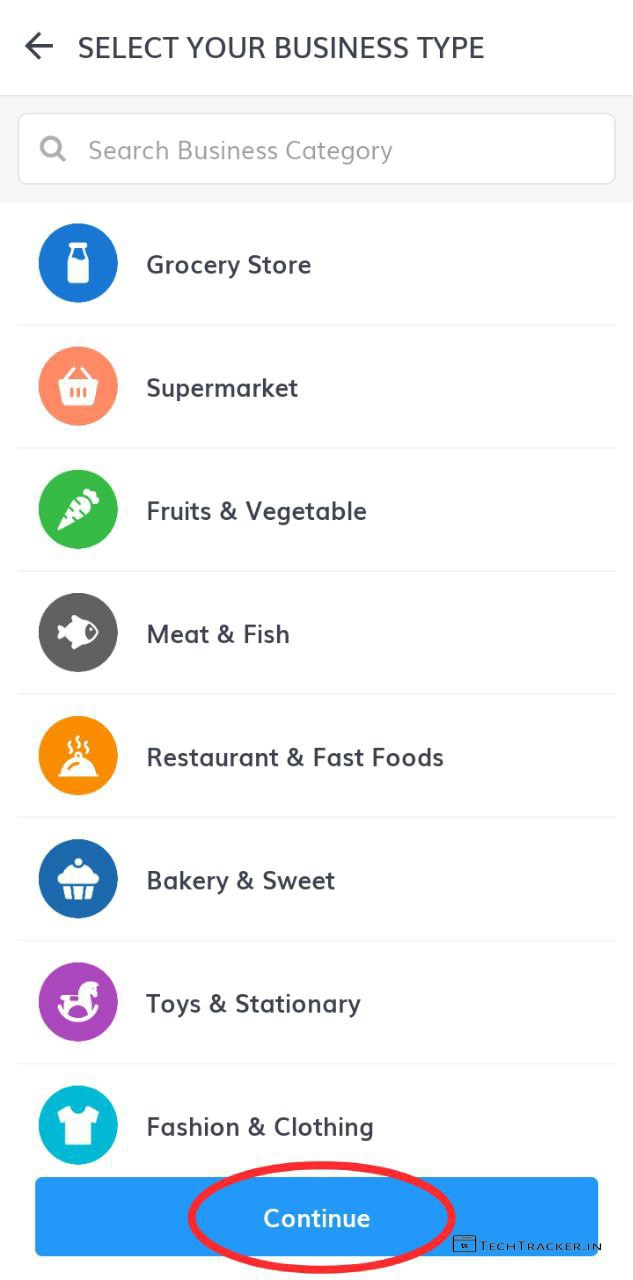 SELECT YOUR BUSINESS TYPE
Search Business Category
Grocery Store
Supermarket
Fruits & Vegetable
Meat & Fish
Restaurant & Fast Foods
Bakery & Sweet
Toys & Stationary
Fashion & Clothing
Continue
TECHTRACKER.IN